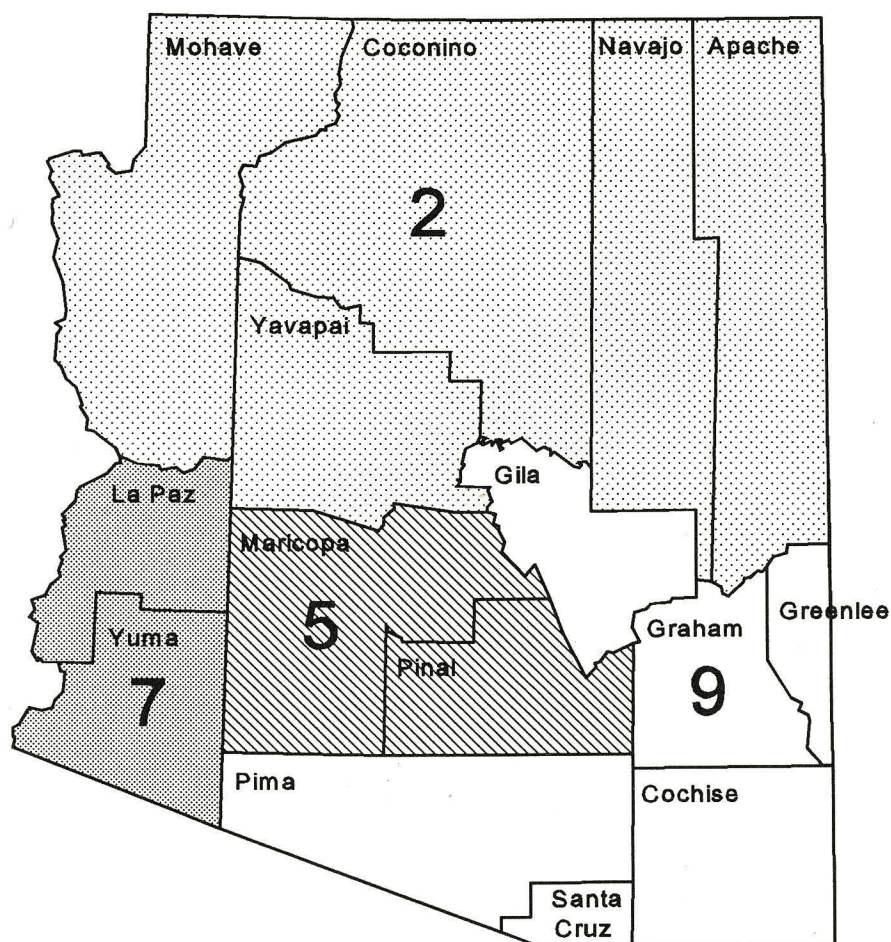 Mohave
Coconino
Navajo
Apache
2
Yavapai
Gila
La Paz
Maricopa
Greenlee
Yuma
5
Graham
Pinal
7
9
Pima
Cochise
Santa
Cruz